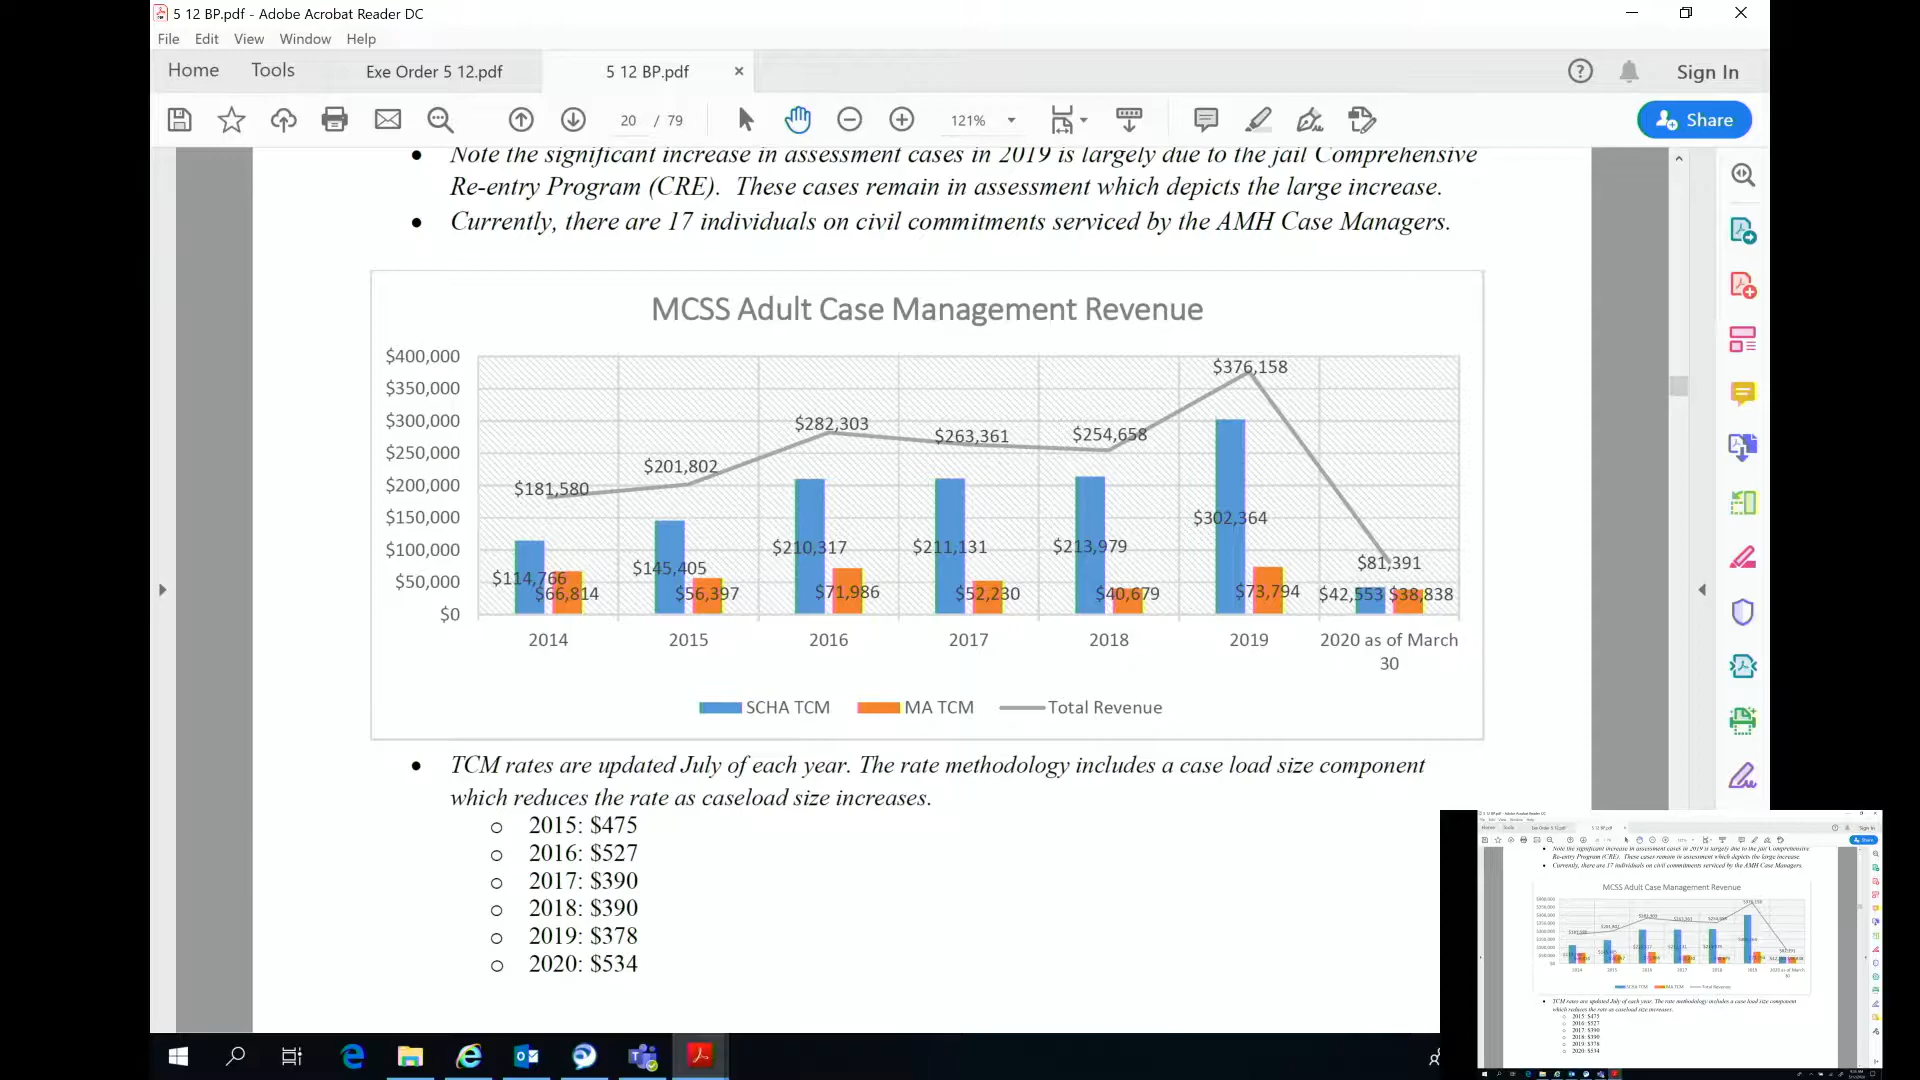 5 12 BP.pdf - Adobe Acrobat Reader DC
File Edit View Window Help
Home Tools Exe Order 5 12.pdf 5 12 BP.pdf × Sign In
20 / 79 121% Share
• Note the significant increase in assessment cases in 2019 is largely due to the jail Comprehensive
Re-entry Program (CRE). These cases remain in assessment which depicts the large increase.
• Currently, there are 17 individuals on civil commitments serviced by the AMH Case Managers.
MCSS Adult Case Management Revenue
$400,000
$350,000
$300,000
$250,000
$200,000
$150,000
$100,000
$50,000
$0
$181,580
$201,802
$282,303
$263,361
$254,658
$376,158
$81,391
$114,766
$145,405
$210,317
$211,131
$213,979
$302,364
$42,553
$66,814
$56,397
$71,986
$52,230
$40,679
$73,794
$38,838
2014 2015 2016 2017 2018 2019 2020 as of March
30
SCHA TCM MA TCM Total Revenue
• TCM rates are updated July of each year. The rate methodology includes a case load size component
which reduces the rate as caseload size increases.
o 2015: $475
o 2016: $527
o 2017: $390
o 2018: $390
o 2019: $378
o 2020: $534